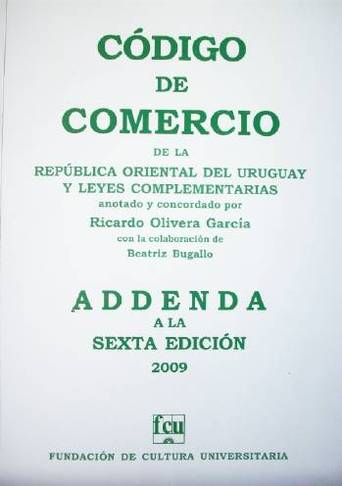 CÓDIGO
DE
COMERCIO
DE LA
REPÚBLICA ORIENTAL DEL URUGUAY
Y LEYES COMPLEMENTARIAS
anotado y concordado por
Ricardo Olivera García
con la colaboración de
Beatriz Bugallo
ADDENDA
A LA
SEXTA EDICIÓN
2009
fcu
FUNDACIÓN DE CULTURA UNIVERSITARIA